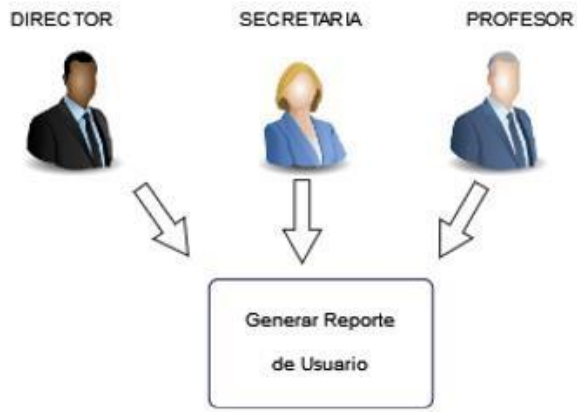 DIRECTOR
SECRETARIA
PROFESOR
Generar Reporte
de Usuario